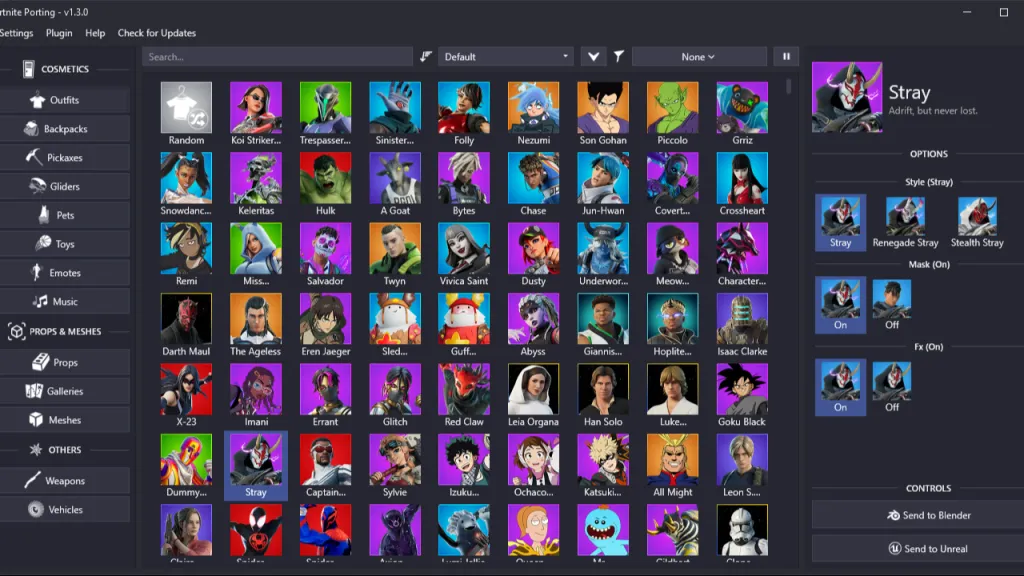 rtnite Porting - v1.3.0
Settings Plugin Help Check for Updates
COSMETICS
Outfits
Backpacks
Pickaxes
Gliders
Pets
Toys
Emotes
Music
PROPS & MESHES
Props
Galleries
Meshes
OTHERS
Weapons
Vehicles
Search...
Default
None
Random Koi Striker... Trespasser... Sinister... Folly Nezumi Son Gohan Piccolo Grriz
Snowdanc... Keleritas Hulk A Goat Bytes Chase Jun-Hwan Covert... Crossheart
Remi Miss... Salvador Twyn Vivica Saint Dusty Underwor... Meow... Character...
Darth Maul The Ageless Eren Jaeger Sled... Guff... Abyss Giannis... Hoplite... Isaac Clarke
X-23 Imani Errant Glitch Red Claw Leia Organa Han Solo Luke... Goku Black
Dummy... Stray Captain... Sylvie Izuku... Ochaco... Katsuki... All Might Leon S....
Stray
Adrift, but never lost.
OPTIONS
Style (Stray)
Stray Renegade Stray Stealth Stray
Mask (On)
On Off
Fx (On)
On Off
CONTROLS
Send to Blender
Send to Unreal